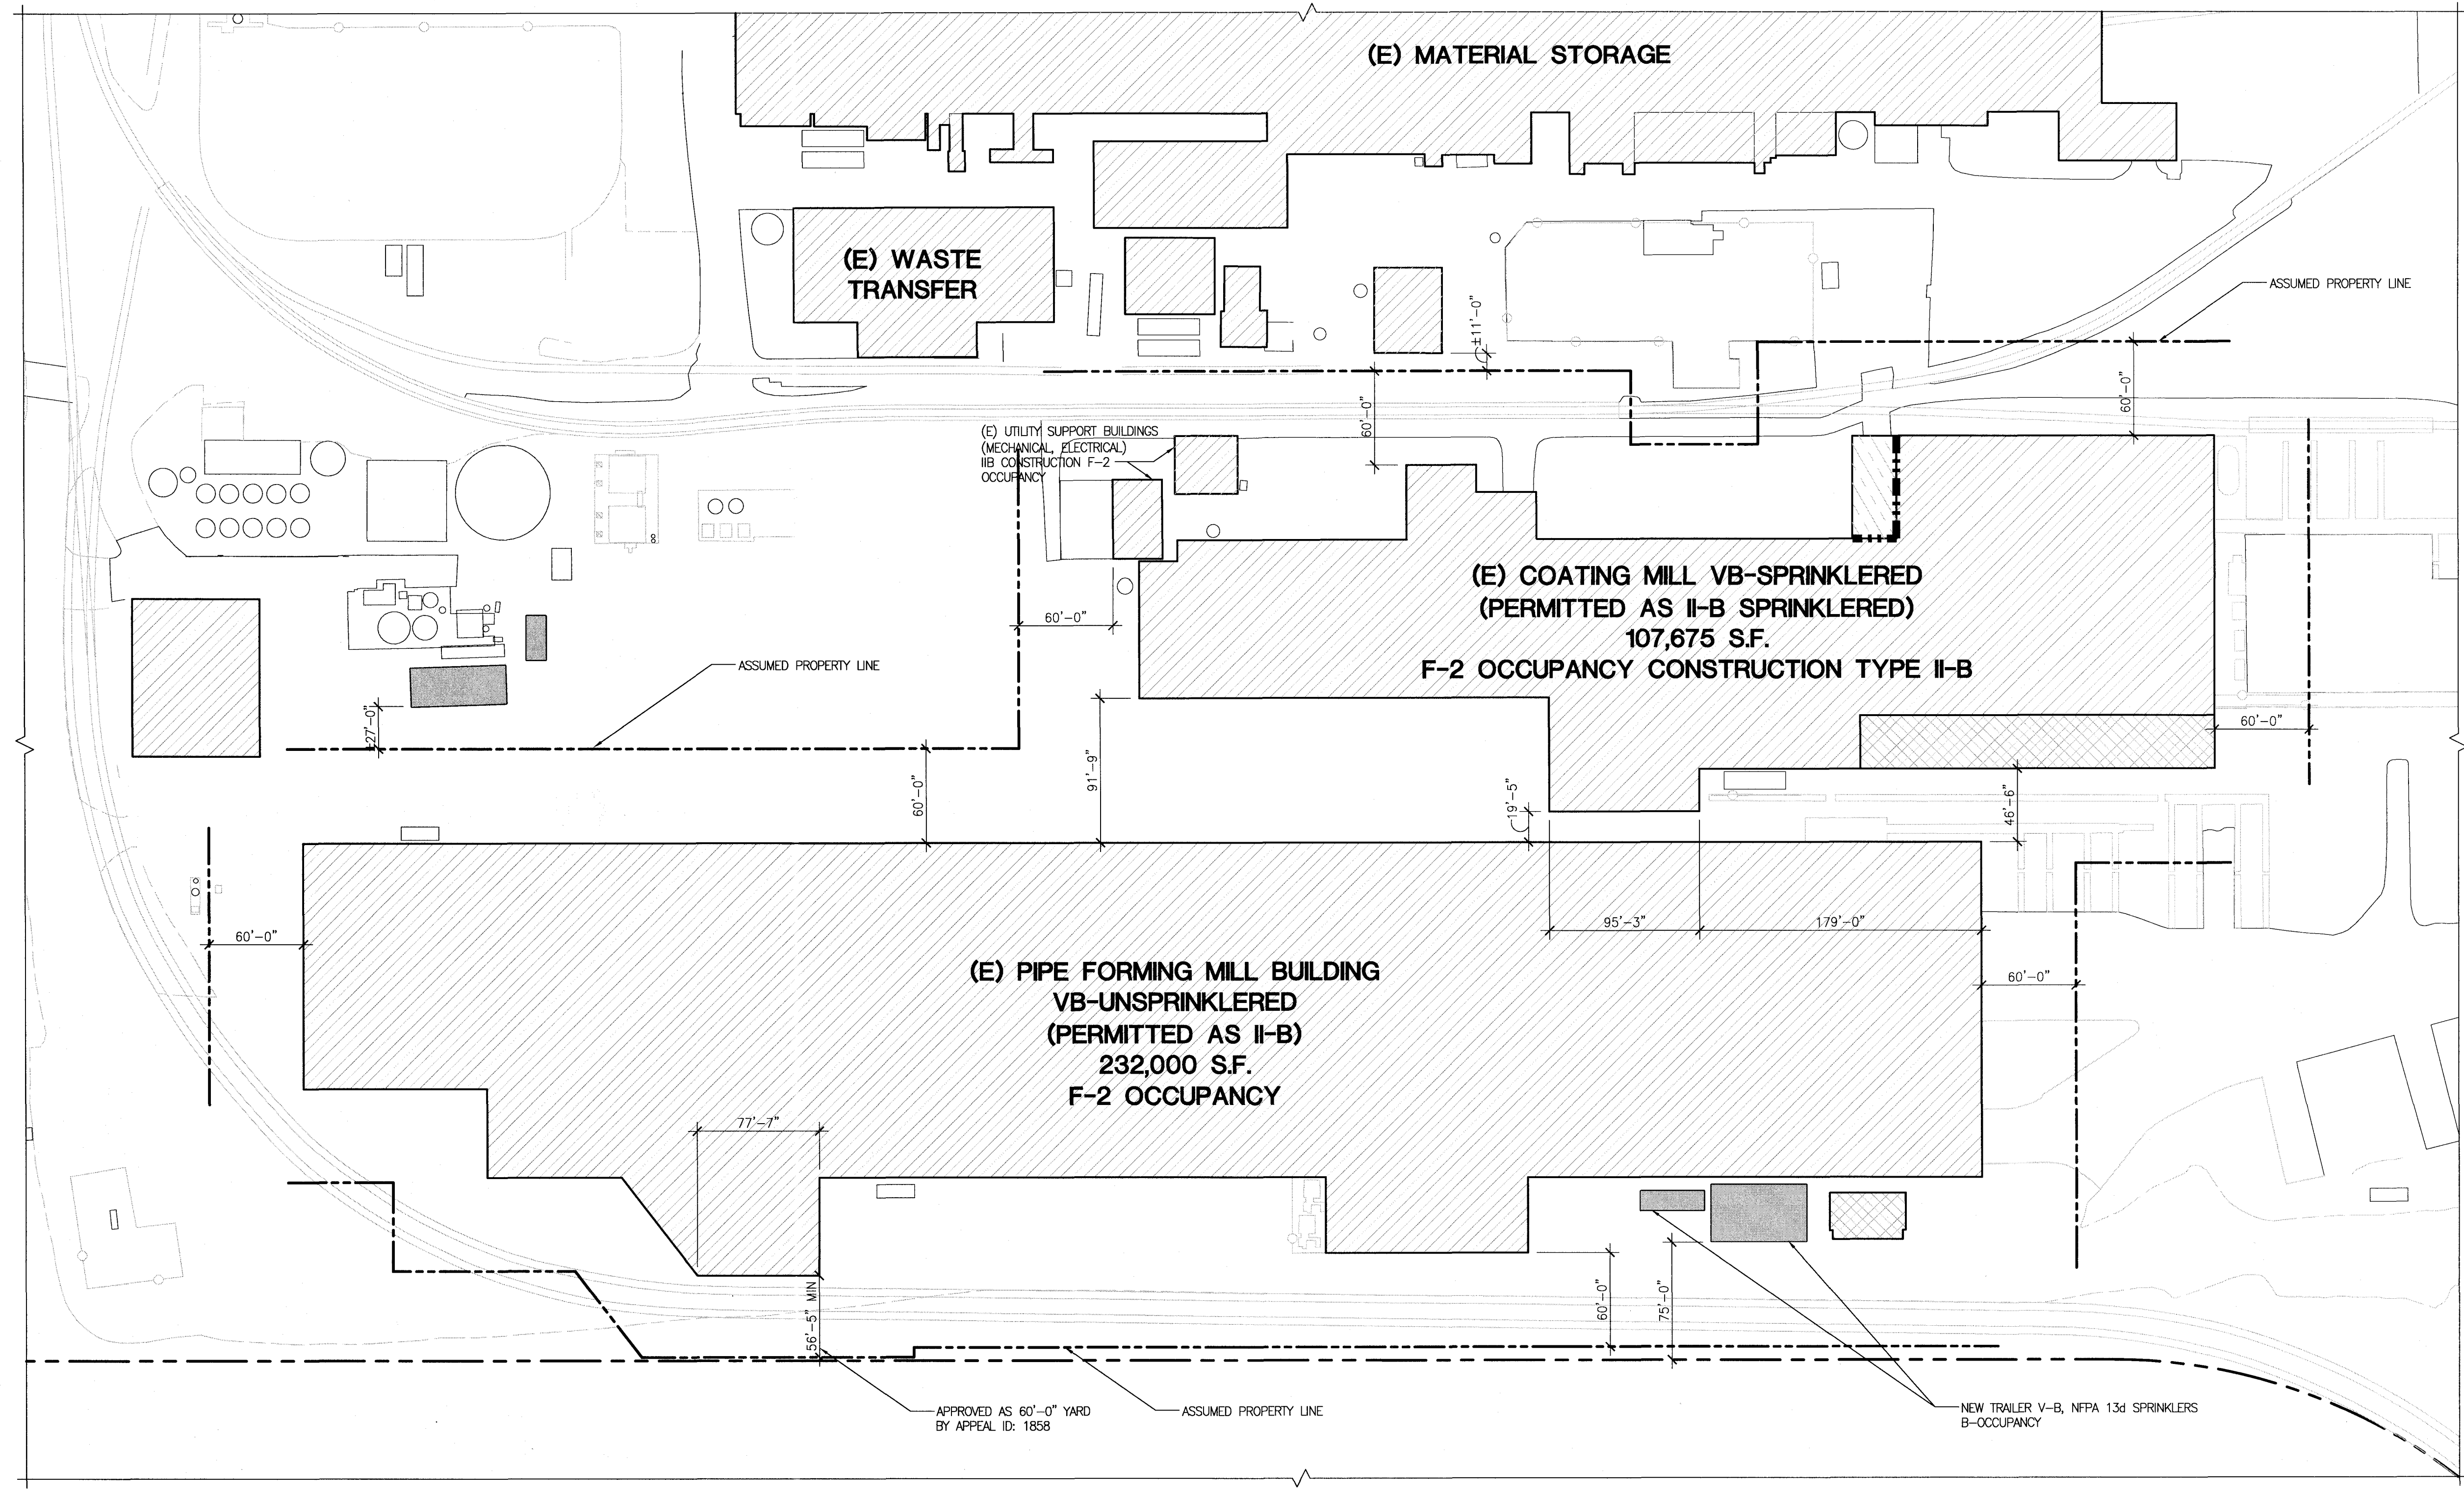 (E) MATERIAL STORAGE
(E) WASTE
TRANSFER
±11'-0"
ASSUMED PROPERTY LINE
60'-0"
60'-0"
(E) UTILITY SUPPORT BUILDINGS
(MECHANICAL, ELECTRICAL)
IIB CONSTRUCTION F-2
OCCUPANCY
(E) COATING MILL VB-SPRINKLERED
(PERMITTED AS II-B SPRINKLERED)
107,675 S.F.
F-2 OCCUPANCY CONSTRUCTION TYPE II-B
60'-0"
ASSUMED PROPERTY LINE
±27'-0"
60'-0"
91'-9"
19'-5"
46'-6"
60'-0"
60'-0"
95'-3"
179'-0"
60'-0"
(E) PIPE FORMING MILL BUILDING
VB-UNSPRINKLERED
(PERMITTED AS II-B)
232,000 S.F.
F-2 OCCUPANCY
77'-7"
56'-5" MIN
60'-0"
75'-0"
APPROVED AS 60'-0" YARD
BY APPEAL ID: 1858
ASSUMED PROPERTY LINE
NEW TRAILER V-B, NFPA 13d SPRINKLERS
B-OCCUPANCY